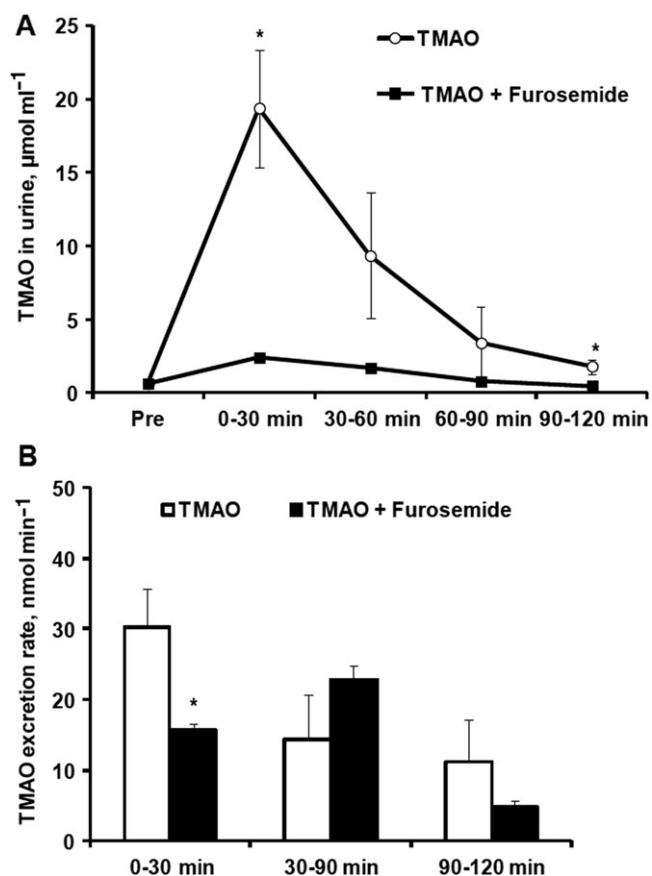 A
25
20
15
10
5
0
TMAO in urine, µmol ml⁻¹
*
*
TMAO
TMAO + Furosemide
Pre 0-30 min 30-60 min 60-90 min 90-120 min
B
50
40
30
20
10
0
TMAO excretion rate, nmol min⁻¹
TMAO TMAO + Furosemide
*
0-30 min 30-90 min 90-120 min